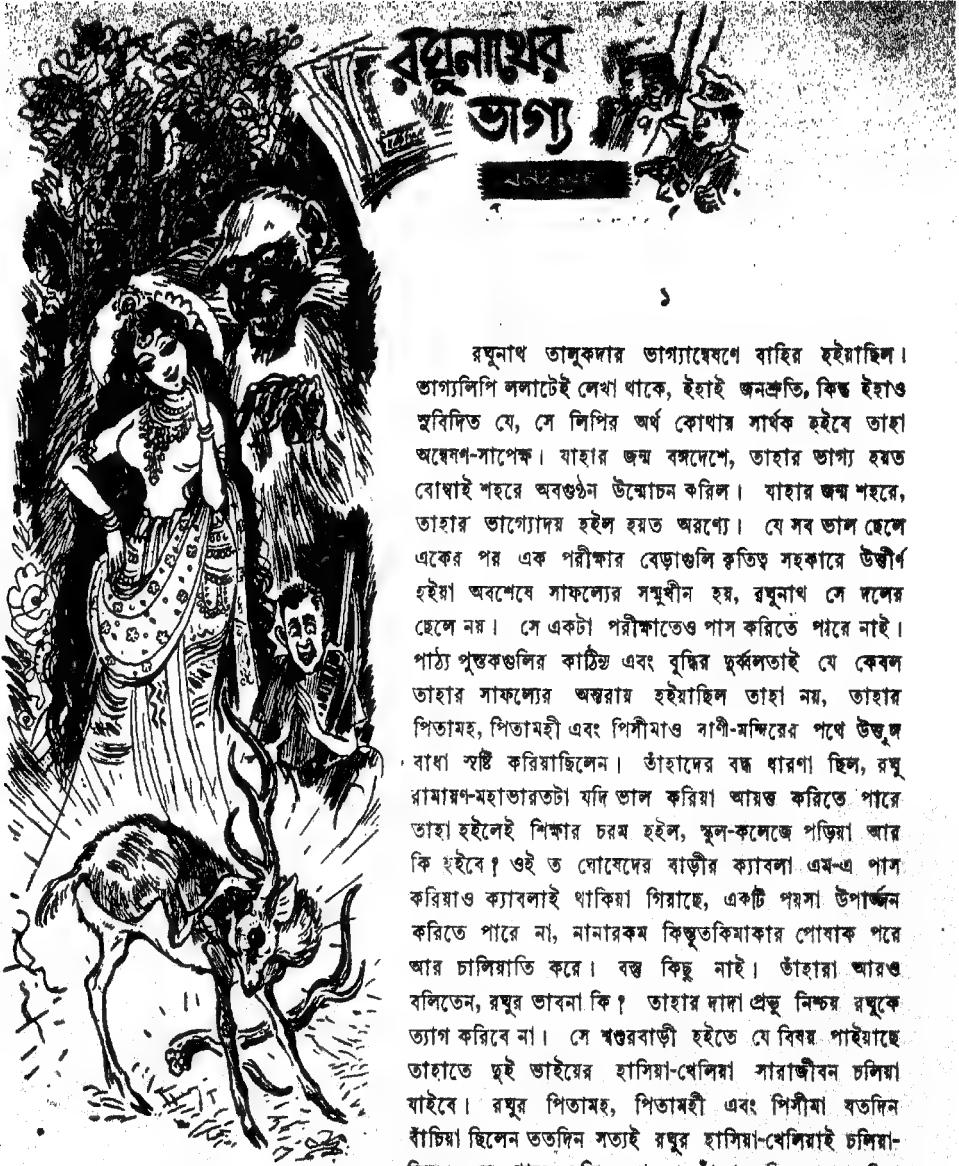 রঘুনাথের
ভাগ্য
বনফুল
১
রঘুনাথ তালুকদার ভাগ্যান্বেষণে বাহির হইয়াছিল।
ভাগ্যলিপি ললাটেই লেখা থাকে, ইহাই জনশ্রুতি, কিন্তু ইহাও
সুবিদিত যে, সে লিপির অর্থ কোথায় সার্থক হইবে তাহা
অন্বেষণ-সাপেক্ষ। যাহার জন্ম বঙ্গদেশে, তাহার ভাগ্য হয়ত
বোম্বাই শহরে অবগুণ্ঠন উন্মোচন করিল। যাহার জন্ম শহরে,
তাহার ভাগ্যোদয় হইল হয়ত অরণ্যে। যে সব ভাল ছেলে
একের পর এক পরীক্ষার বেড়াগুলি কৃতিত্ব সহকারে উত্তীর্ণ
হইয়া অবশেষে সাফল্যের সম্মুখীন হয়, রঘুনাথ সে দলের
ছেলে নয়। সে একটা পরীক্ষাতেও পাস করিতে পারে নাই।
পাঠ্য পুস্তকগুলির কাঠিন্য এবং বুদ্ধির দুর্ব্বলতাই যে কেবল
তাহার সাফল্যের অন্তরায় হইয়াছিল তাহা নয়, তাহার
পিতামহ, পিতামহী এবং পিসীমাও বাণী-মন্দিরের পথে উত্তুঙ্গ
বাধা সৃষ্টি করিয়াছিলেন। তাঁহাদের বদ্ধ ধারণা ছিল, রঘু
রামায়ণ-মহাভারতটা যদি ভাল করিয়া আয়ত্ত করিতে পারে
তাহা হইলেই শিক্ষার চরম হইল, স্কুল-কলেজে পড়িয়া আর
কি হইবে? ওই ত ঘোষেদের বাড়ীর ক্যাবলা এম-এ পাস
করিয়াও ক্যাবলাই থাকিয়া গিয়াছে, একটি পয়সা উপার্জ্জন
করিতে পারে না, নানারকম কিম্ভূতকিমাকার পোষাক পরে
আর চালিয়াতি করে। বস্তু কিছু নাই। তাঁহারা আরও
বলিতেন, রঘুর ভাবনা কি? তাহার দাদা প্রভু নিশ্চয় রঘুকে
ত্যাগ করিবে না। সে শ্বশুরবাড়ী হইতে যে বিষয় পাইয়াছে
তাহাতে দুই ভাইয়ের হাসিয়া-খেলিয়া সারাজীবন চলিয়া
যাইবে। রঘুর পিতামহ, পিতামহী এবং পিসীমা যতদিন
বাঁচিয়া ছিলেন ততদিন সত্যই রঘুর হাসিয়া-খেলিয়াই চলিয়া-